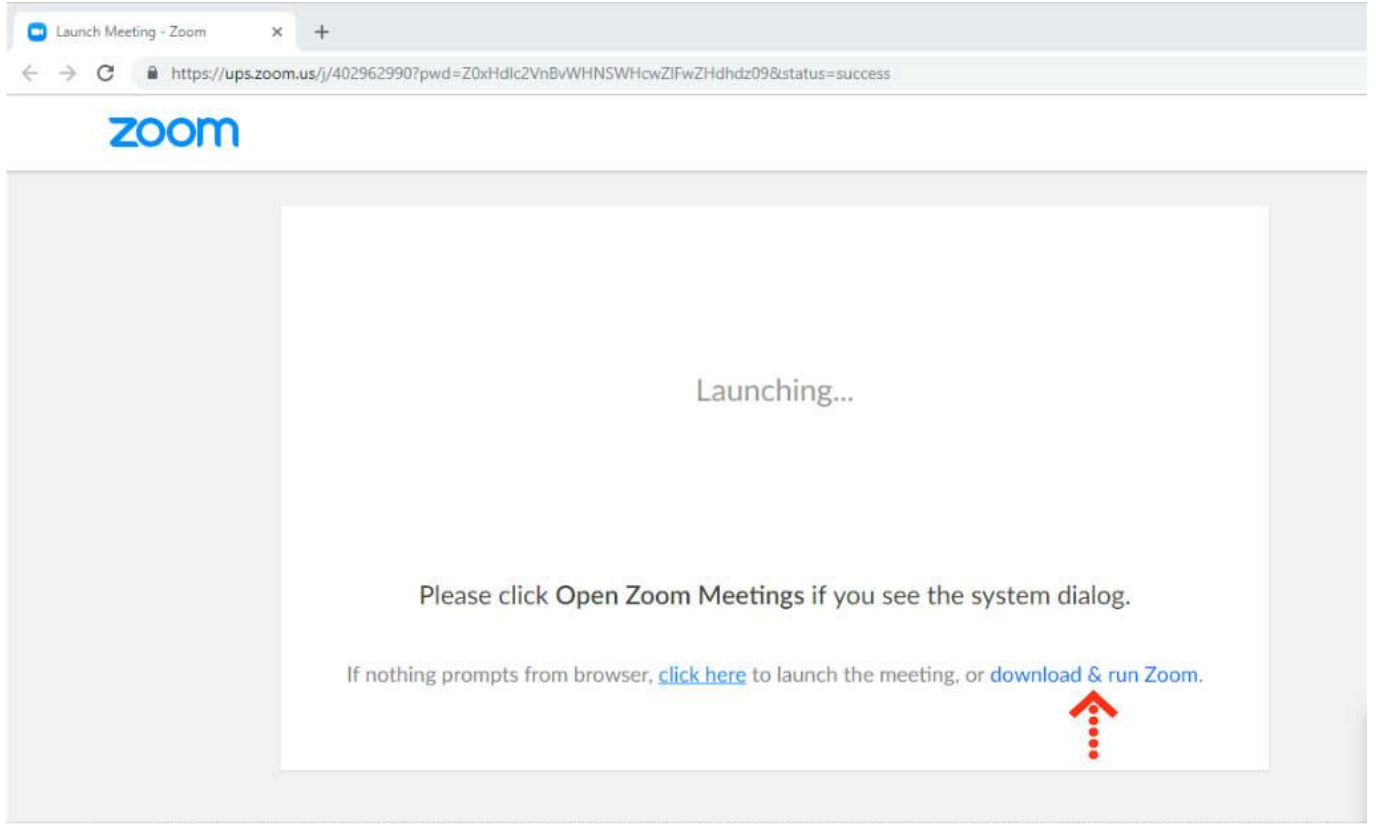 Launch Meeting - Zoom
https://ups.zoom.us/j/402962990?pwd=Z0xHdlc2VnBvWHNSWHcwZlFwZHdhdz09&status=success
zoom
Launching...
Please click Open Zoom Meetings if you see the system dialog.
If nothing prompts from browser, click here to launch the meeting, or download & run Zoom.